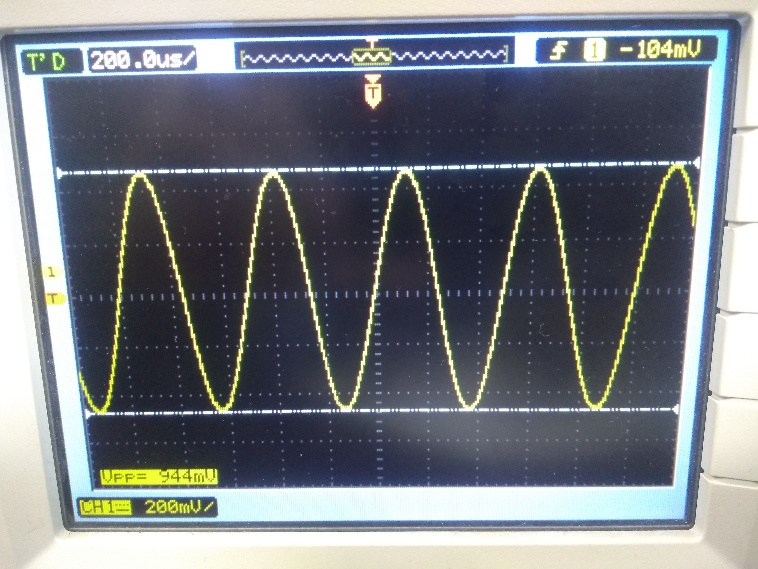 T'D 200.0us/ 1 -104mV
T
1
T
Vpp= 944mV
CH1 200mV/